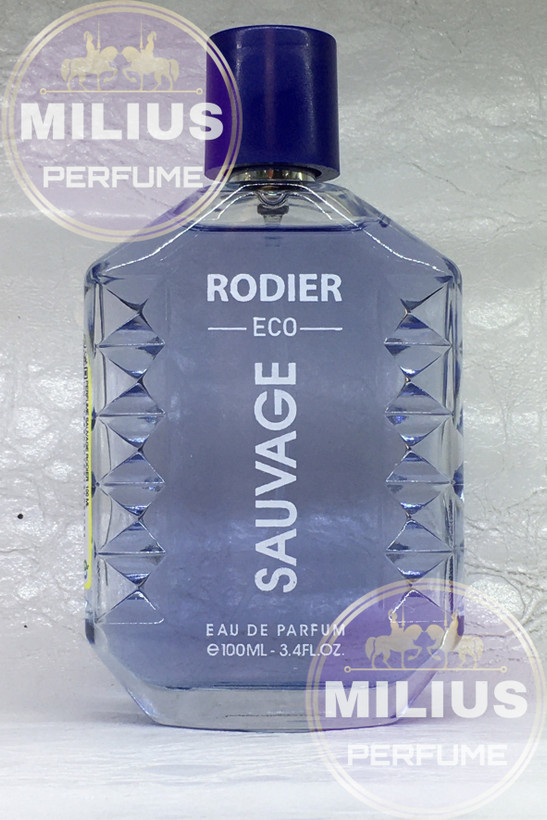 MILIUS
PERFUME
RODIER
ECO
SAUVAGE
EAU DE PARFUM
℮100ML - 3.4FL.OZ.
MILIUS
PERFUME